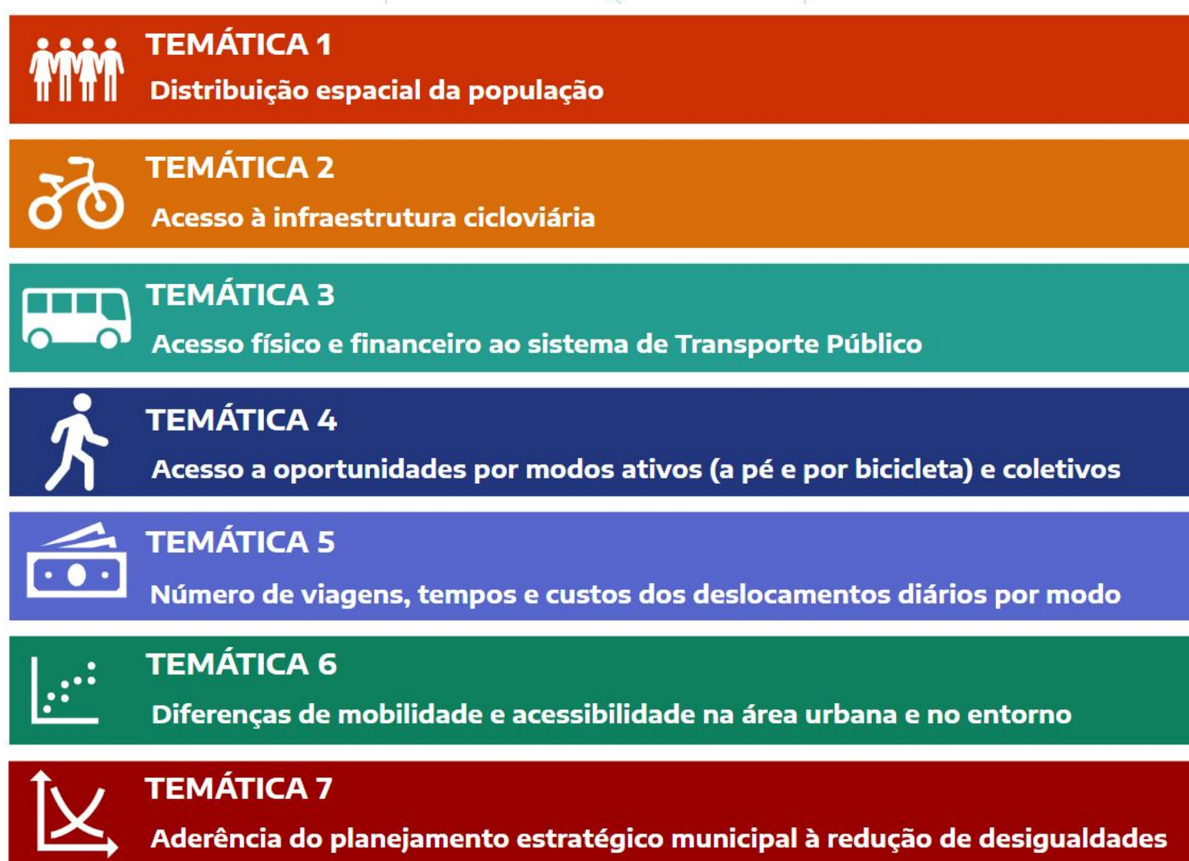 TEMÁTICA 1
Distribuição espacial da população
TEMÁTICA 2
Acesso à infraestrutura cicloviária
TEMÁTICA 3
Acesso físico e financeiro ao sistema de Transporte Público
TEMÁTICA 4
Acesso a oportunidades por modos ativos (a pé e por bicicleta) e coletivos
TEMÁTICA 5
Número de viagens, tempos e custos dos deslocamentos diários por modo
TEMÁTICA 6
Diferenças de mobilidade e acessibilidade na área urbana e no entorno
TEMÁTICA 7
Aderência do planejamento estratégico municipal à redução de desigualdades